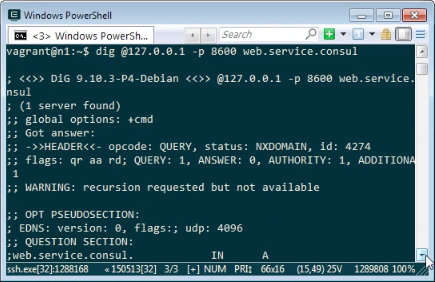 Windows PowerShell
<3> Windows PowerSh...
Search
vagrant@n1:~$ dig @127.0.0.1 -p 8600 web.service.consul
; <<>> DiG 9.10.3-P4-Debian <<>> @127.0.0.1 -p 8600 web.service.co
nsul
; (1 server found)
;; global options: +cmd
;; Got answer:
;; ->>HEADER<<- opcode: QUERY, status: NXDOMAIN, id: 4274
;; flags: qr aa rd; QUERY: 1, ANSWER: 0, AUTHORITY: 1, ADDITIONAL:
1
;; WARNING: recursion requested but not available
;; OPT PSEUDOSECTION:
; EDNS: version: 0, flags:; udp: 4096
;; QUESTION SECTION:
;web.service.consul. IN A
ssh.exe[32]:1288168 «150513[32] 3/3 [+] NUM PRI‡ 66x16 (15,49) 25V 1289808 100%